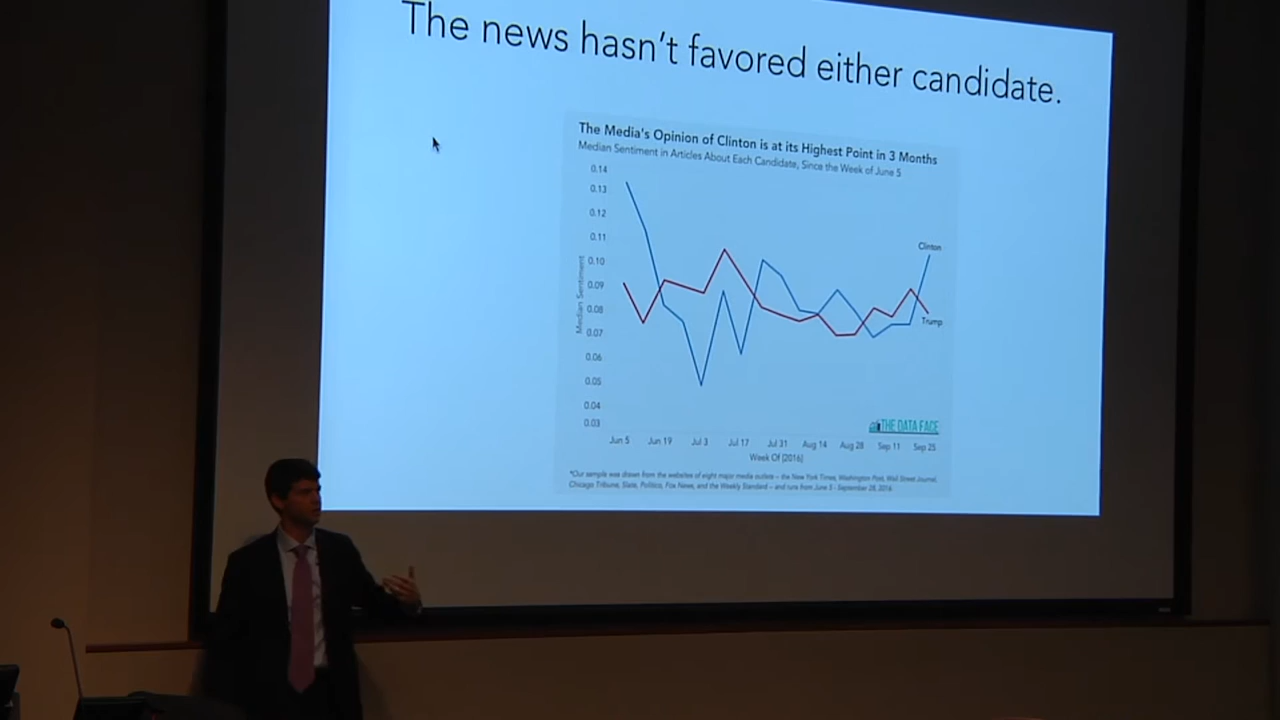 The news hasn't favored either candidate.
The Media's Opinion of Clinton is at its Highest Point in 3 Months
Median Sentiment in Articles About Each Candidate, Since the Week of June 5
0.14
0.13
0.12
0.11
0.10
0.09
0.08
0.07
0.06
0.05
0.04
0.03
Median Sentiment
Clinton
Trump
THE DATA FACE
Jun 5 Jun 19 Jul 3 Jul 17 Jul 31 Aug 14 Aug 28 Sep 11 Sep 25
Week Of (2016)
*Our sample was drawn from the websites of eight major media outlets – the New York Times, Washington Post, Wall Street Journal,
Chicago Tribune, Slate, Politico, Fox News, and the Weekly Standard – and runs from June 5 - September 28, 2016.